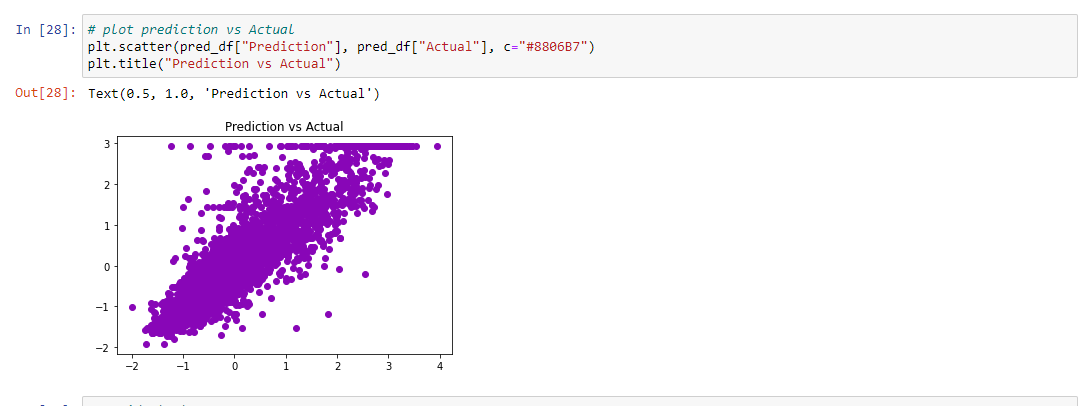 In [28]: # plot prediction vs Actual
plt.scatter(pred_df["Prediction"], pred_df["Actual"], c="#8806B7")
plt.title("Prediction vs Actual")
Out[28]: Text(0.5, 1.0, 'Prediction vs Actual')
Prediction vs Actual
3
2
1
0
−1
−2
−2 −1 0 1 2 3 4